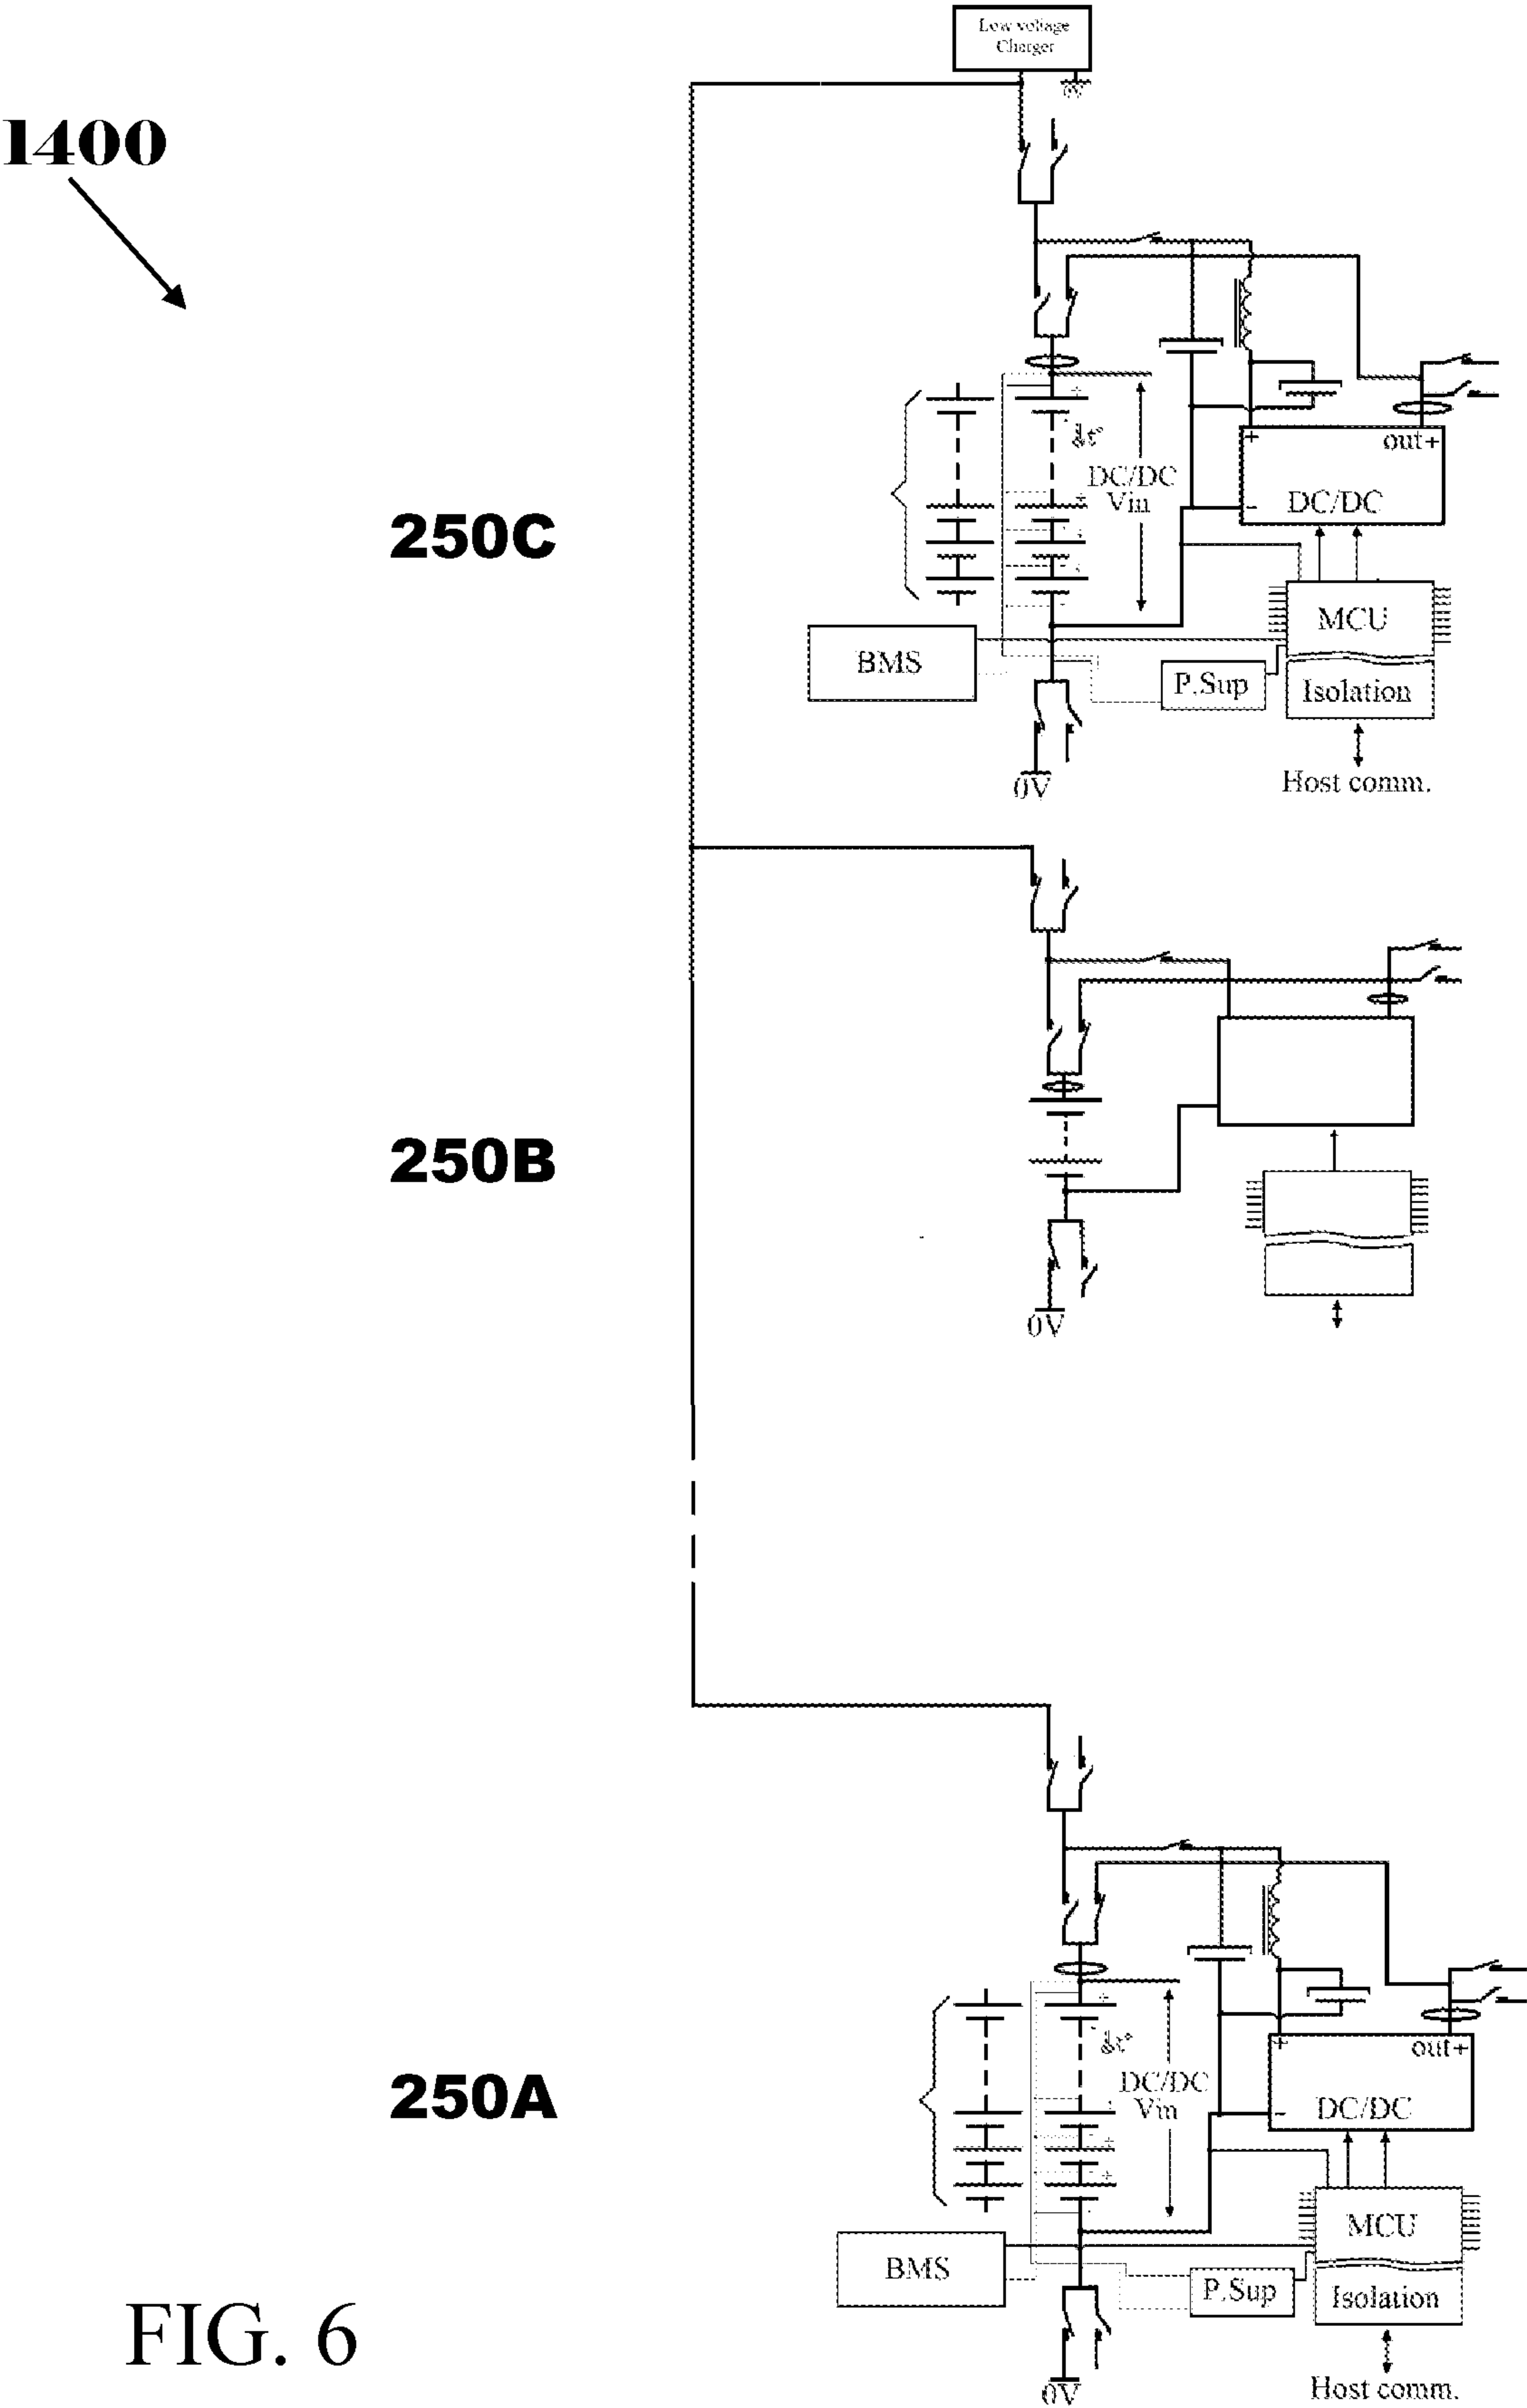 Low voltage
Charger
0V
1400
+
-
&t°
DC/DC
Vin
+
+
out+
-
DC/DC
250C
MCU
BMS
P.Sup
Isolation
0V
Host comm.
250B
0V
+
&t°
DC/DC
Vin
+
+
+
out+
-
DC/DC
250A
MCU
BMS
P.Sup
Isolation
0V
Host comm.
FIG. 6